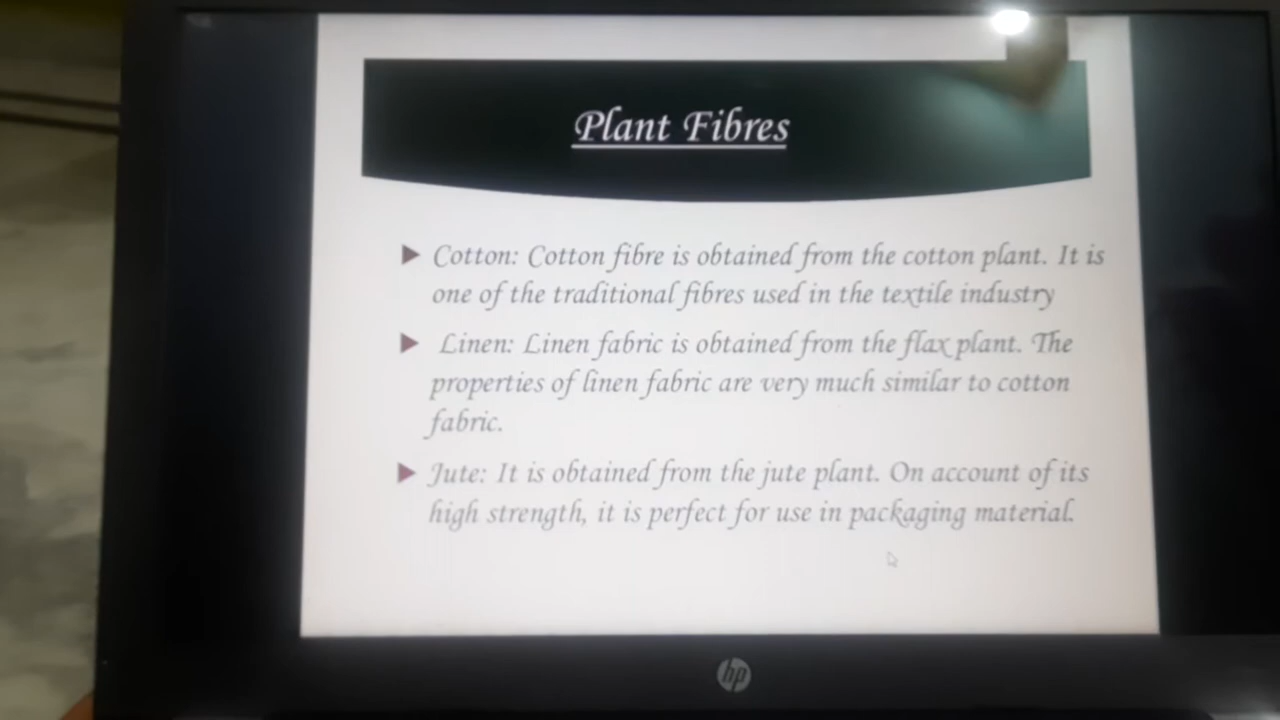 Plant Fibres
Cotton: Cotton fibre is obtained from the cotton plant. It is
one of the traditional fibres used in the textile industry
Linen: Linen fabric is obtained from the flax plant. The
properties of linen fabric are very much similar to cotton
fabric.
Jute: It is obtained from the jute plant. On account of its
high strength, it is perfect for use in packaging material.
hp